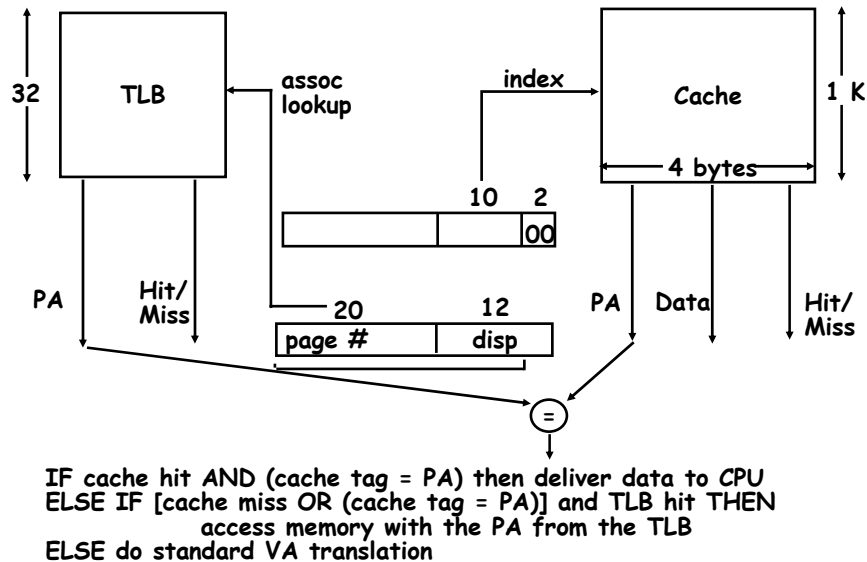 32
TLB
assoc
lookup
index
Cache
1 K
4 bytes
10 2
00
PA
Hit/
Miss
20 12
page # disp
PA Data Hit/
Miss
=
IF cache hit AND (cache tag = PA) then deliver data to CPU
ELSE IF [cache miss OR (cache tag = PA)] and TLB hit THEN
access memory with the PA from the TLB
ELSE do standard VA translation